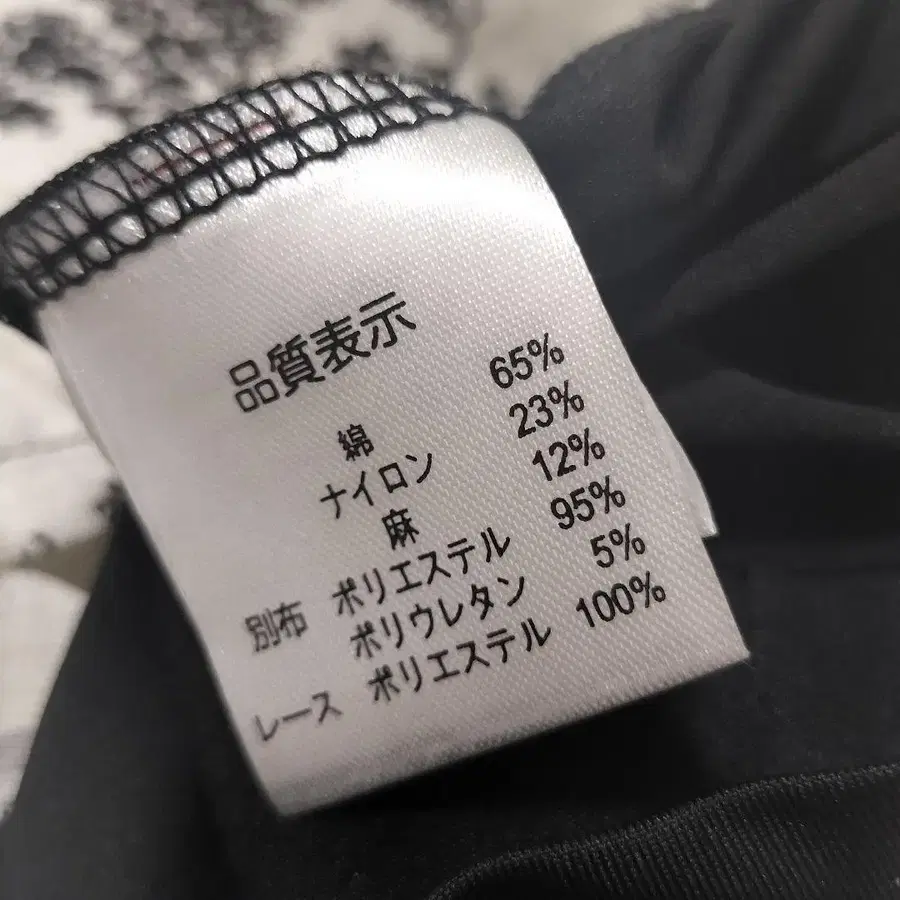 品質表示
綿 65%
ナイロン 23%
麻 12%
別布 ポリエステル 95%
ポリウレタン 5%
レース ポリエステル 100%